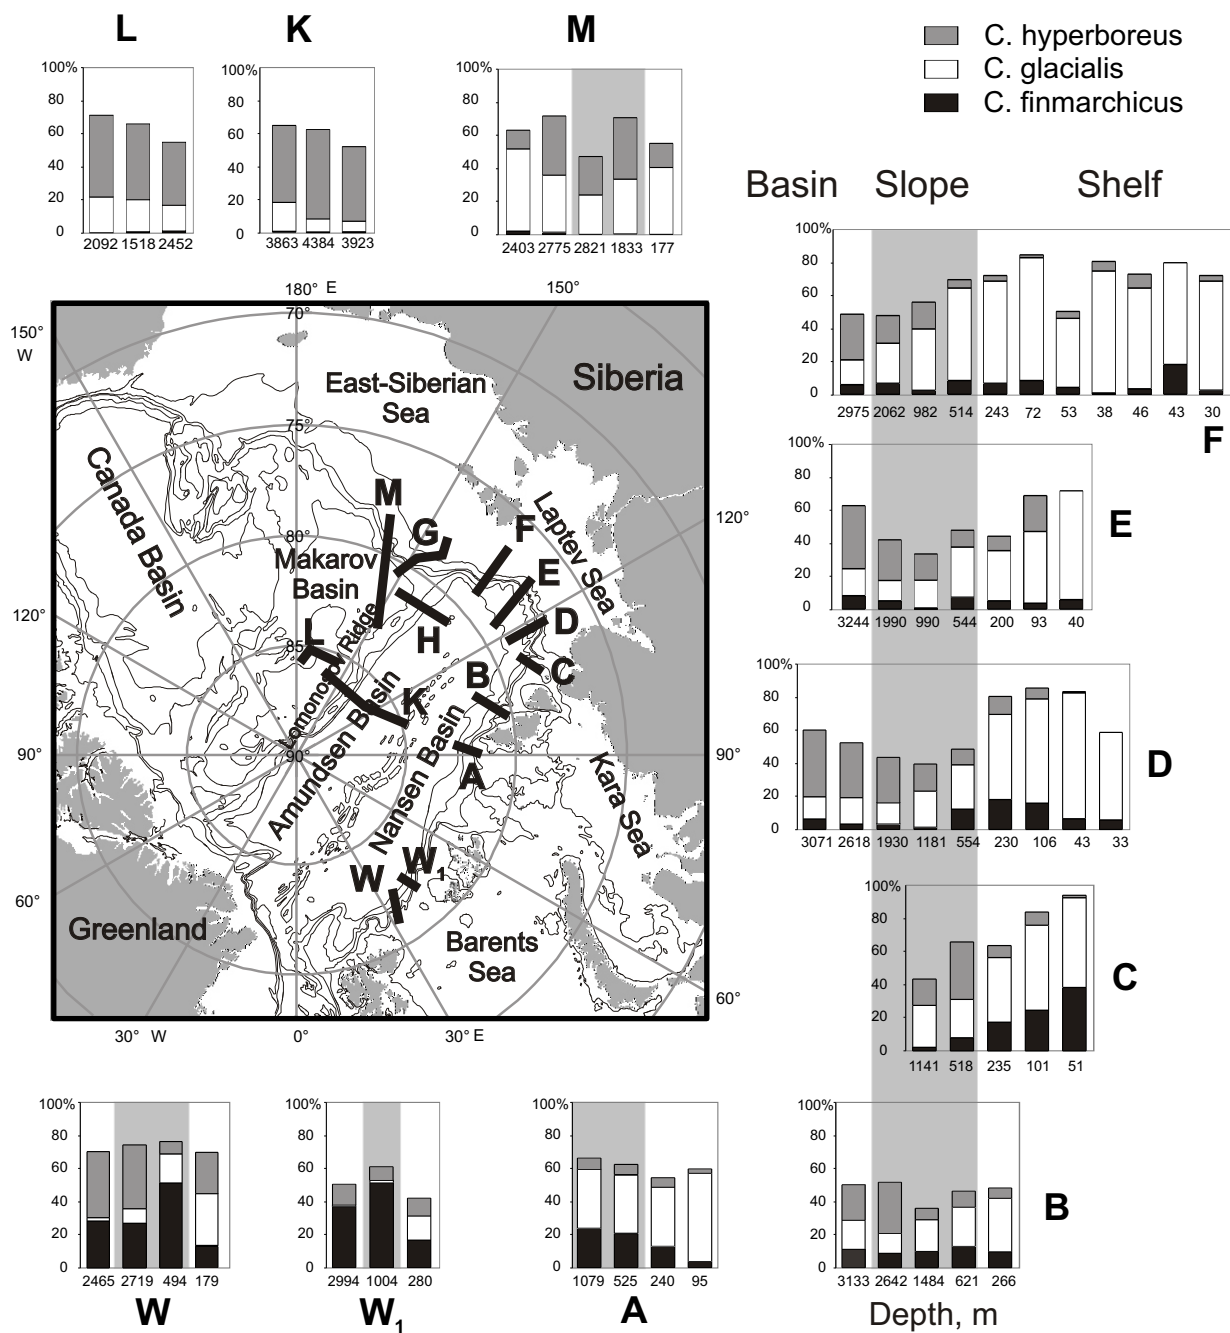 L
K
M
C. hyperboreus
C. glacialis
C. finmarchicus
100%
80
60
40
20
0
2092 1518 2452
100%
80
60
40
20
0
3863 4384 3923
100%
80
60
40
20
0
2403 2775 2821 1833 177
Basin Slope Shelf
100%
80
60
40
20
0
2975 2062 982 514 243 72 53 38 46 43 30
F
180° E
150°
150°
W
70°
Siberia
East-Siberian
Sea
75°
Canada Basin
M
G
F
Laptev Sea
120°
80°
Makarov
Basin
E
D
120°
L
H
C
85°
Lomonosov Ridge
B
K
Amundsen Basin
Nansen Basin
90°
90°
90°
A
Kara Sea
W
W1
60°
Greenland
Barents
Sea
60°
30° W
0°
30° E
100%
80
60
40
20
0
3244 1990 990 544 200 93 40
E
100%
80
60
40
20
0
3071 2618 1930 1181 554 230 106 43 33
D
100%
80
60
40
20
0
1141 518 235 101 51
C
100%
80
60
40
20
0
2465 2719 494 179
W
100%
80
60
40
20
0
2994 1004 280
W1
100%
80
60
40
20
0
1079 525 240 95
A
100%
80
60
40
20
0
3133 2642 1484 621 266
B
Depth, m